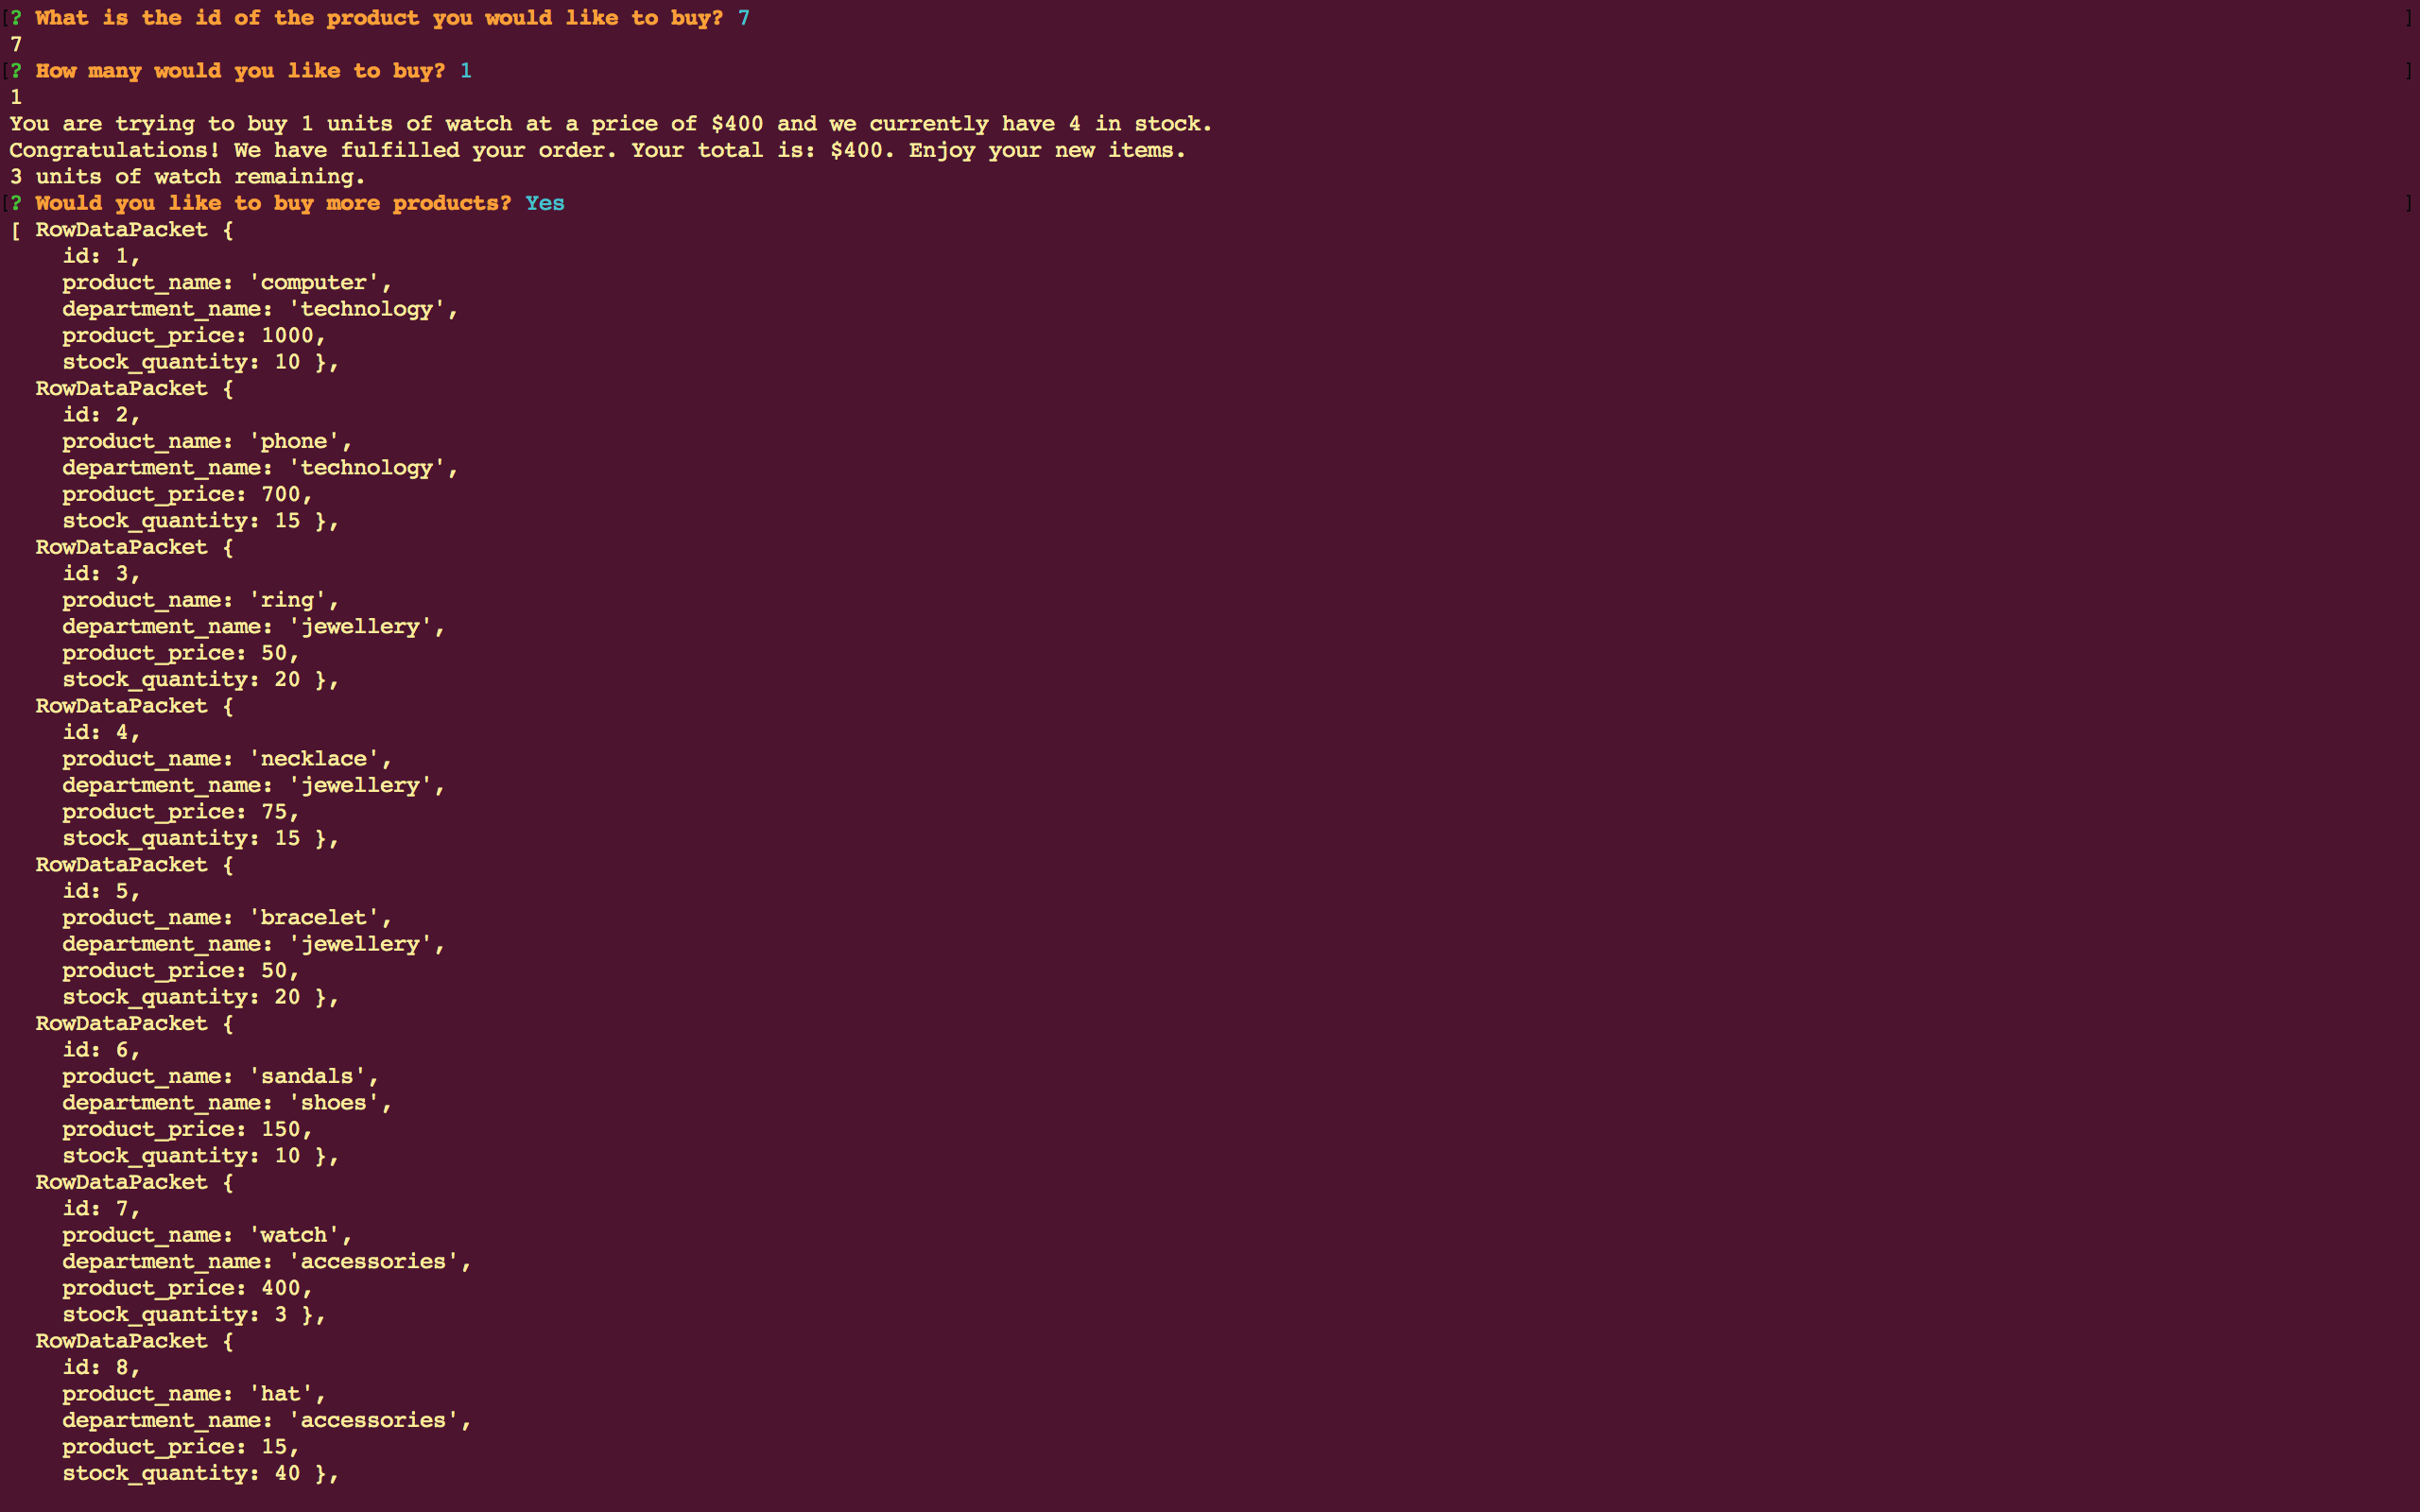 [? What is the id of the product you would like to buy? 7 ]
7
[? How many would you like to buy? 1 ]
1
You are trying to buy 1 units of watch at a price of $400 and we currently have 4 in stock.
Congratulations! We have fulfilled your order. Your total is: $400. Enjoy your new items.
3 units of watch remaining.
[? Would you like to buy more products? Yes ]
[ RowDataPacket {
    id: 1,
    product_name: 'computer',
    department_name: 'technology',
    product_price: 1000,
    stock_quantity: 10 },
  RowDataPacket {
    id: 2,
    product_name: 'phone',
    department_name: 'technology',
    product_price: 700,
    stock_quantity: 15 },
  RowDataPacket {
    id: 3,
    product_name: 'ring',
    department_name: 'jewellery',
    product_price: 50,
    stock_quantity: 20 },
  RowDataPacket {
    id: 4,
    product_name: 'necklace',
    department_name: 'jewellery',
    product_price: 75,
    stock_quantity: 15 },
  RowDataPacket {
    id: 5,
    product_name: 'bracelet',
    department_name: 'jewellery',
    product_price: 50,
    stock_quantity: 20 },
  RowDataPacket {
    id: 6,
    product_name: 'sandals',
    department_name: 'shoes',
    product_price: 150,
    stock_quantity: 10 },
  RowDataPacket {
    id: 7,
    product_name: 'watch',
    department_name: 'accessories',
    product_price: 400,
    stock_quantity: 3 },
  RowDataPacket {
    id: 8,
    product_name: 'hat',
    department_name: 'accessories',
    product_price: 15,
    stock_quantity: 40 },